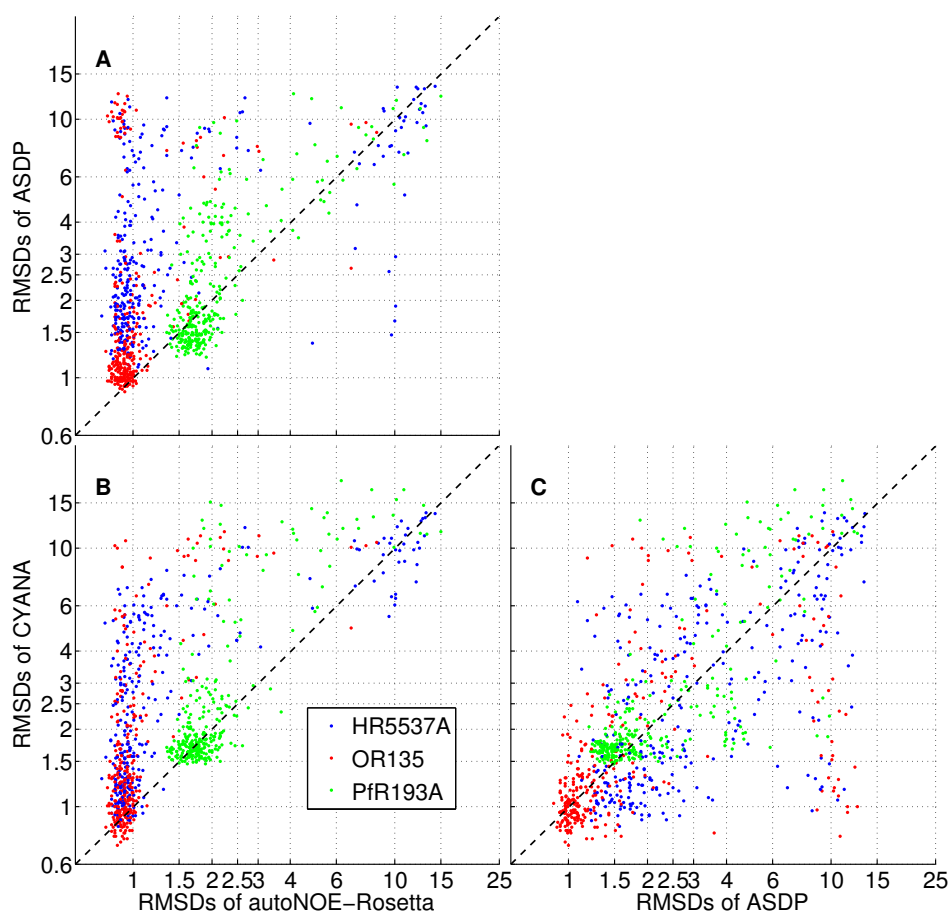 A
15
10
6
4
3
2.5
2
1.5
1
0.6
RMSDs of ASDP
B
15
10
6
4
3
2.5
2
1.5
1
0.6
RMSDs of CYANA
HR5537A
OR135
PfR193A
1 1.5 2 2.5 3 4 6 10 15 25
RMSDs of autoNOE−Rosetta
C
1 1.5 2 2.5 3 4 6 10 15 25
RMSDs of ASDP